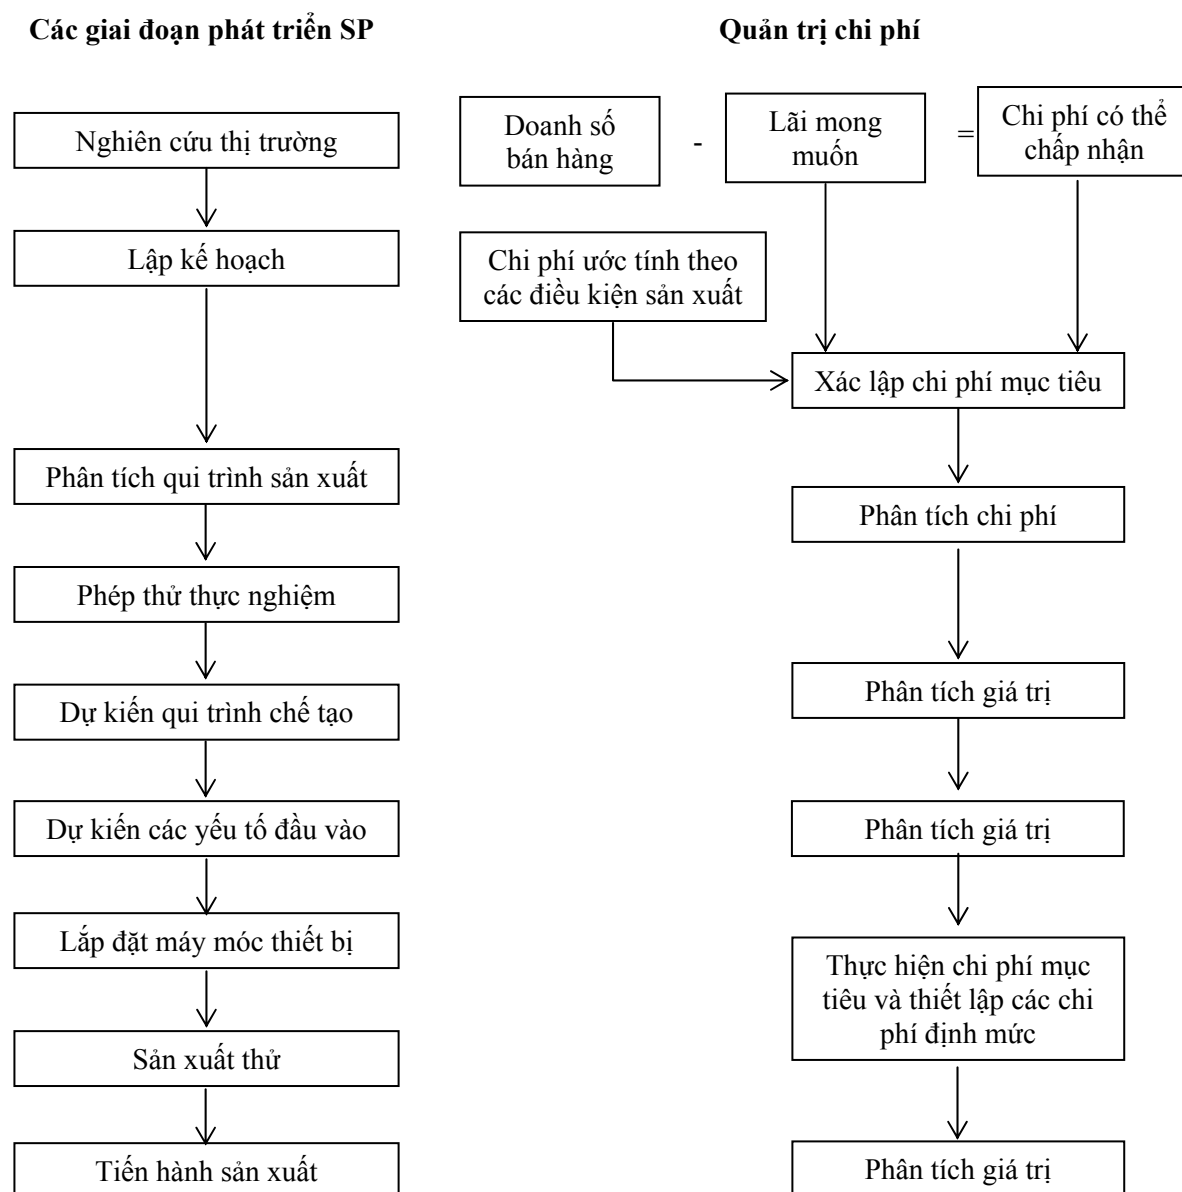 Các giai đoạn phát triển SP
Nghiên cứu thị trường
Lập kế hoạch
Phân tích qui trình sản xuất
Phép thử thực nghiệm
Dự kiến qui trình chế tạo
Dự kiến các yếu tố đầu vào
Lắp đặt máy móc thiết bị
Sản xuất thử
Tiến hành sản xuất
Quản trị chi phí
Doanh số
bán hàng
-
Lãi mong
muốn
=
Chi phí có thể
chấp nhận
Chi phí ước tính theo
các điều kiện sản xuất
Xác lập chi phí mục tiêu
Phân tích chi phí
Phân tích giá trị
Phân tích giá trị
Thực hiện chi phí mục
tiêu và thiết lập các chi
phí định mức
Phân tích giá trị